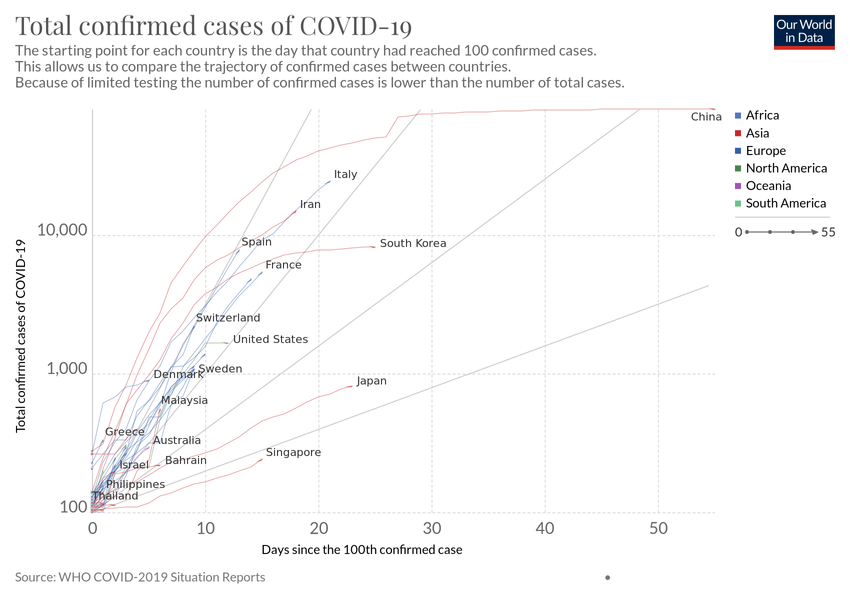 Total confirmed cases of COVID-19
The starting point for each country is the day that country had reached 100 confirmed cases.
This allows us to compare the trajectory of confirmed cases between countries.
Because of limited testing the number of confirmed cases is lower than the number of total cases.
Our World
in Data
China
Africa
Asia
Europe
North America
Oceania
South America
0 55
Italy
Iran
10,000
Spain
South Korea
France
Switzerland
United States
1,000
Denmark
Sweden
Japan
Malaysia
Greece
Australia
Singapore
Israel
Bahrain
Philippines
Thailand
100
0 10 20 30 40 50
Total confirmed cases of COVID-19
Days since the 100th confirmed case
Source: WHO COVID-2019 Situation Reports